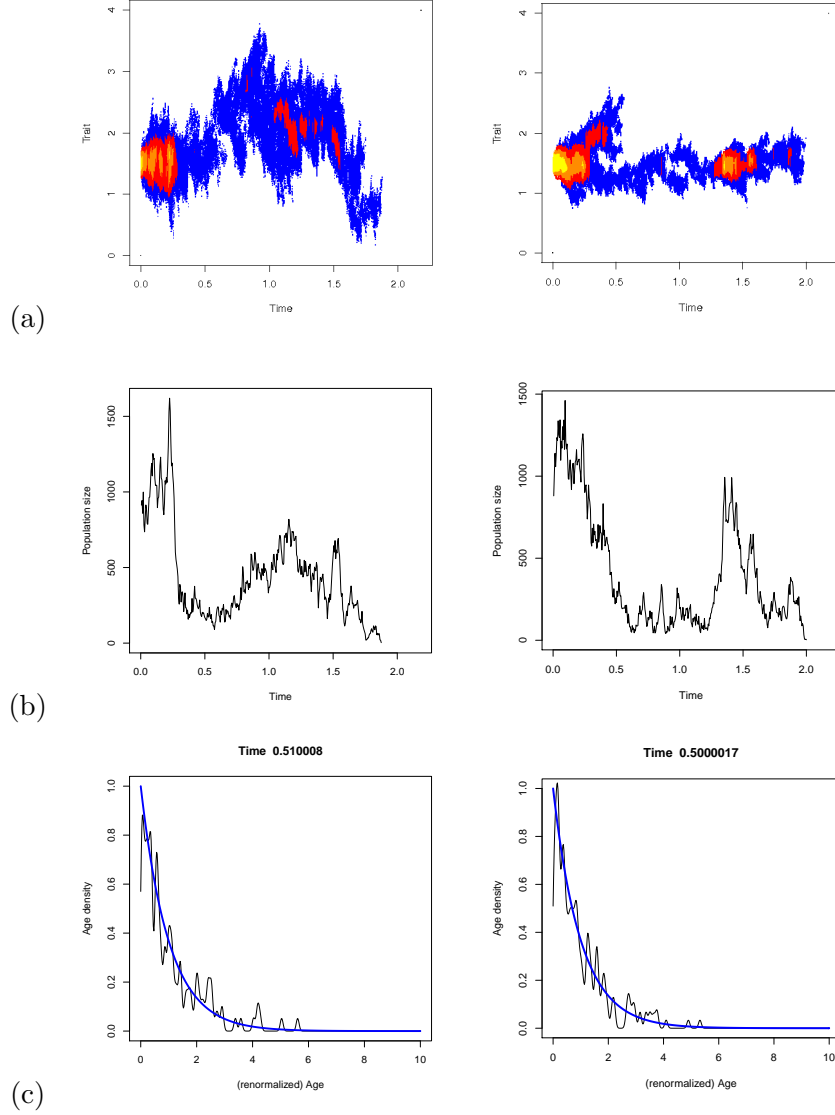 4
3
2
1
0
Trait
0.0 0.5 1.0 1.5 2.0
Time
4
3
2
1
0
Trait
0.0 0.5 1.0 1.5 2.0
Time
(a)
1500
1000
500
0
Population size
0.0 0.5 1.0 1.5 2.0
Time
1500
1000
500
0
Population size
0.0 0.5 1.0 1.5 2.0
Time
(b)
Time 0.510008
1.0
0.8
0.6
0.4
0.2
0.0
Age density
0 2 4 6 8 10
(renormalized) Age
Time 0.5000017
1.0
0.8
0.6
0.4
0.2
0.0
Age density
0 2 4 6 8 10
(renormalized) Age
(c)